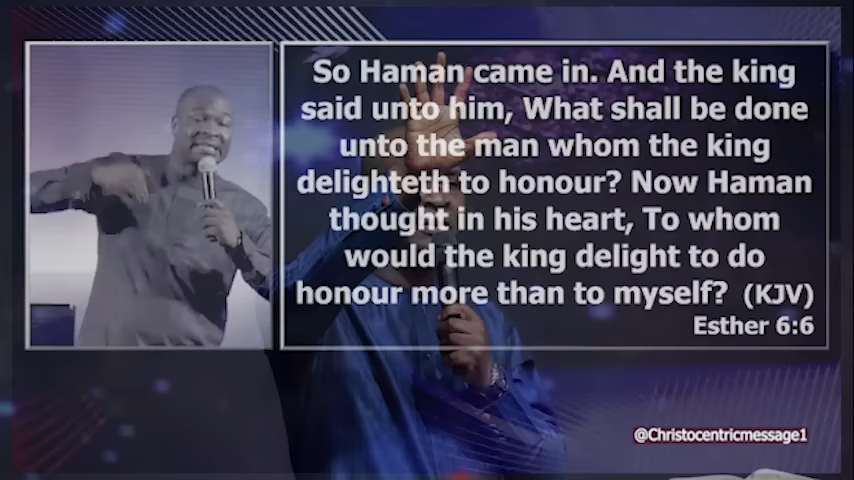 So Haman came in. And the king
said unto him, What shall be done
unto the man whom the king
delighteth to honour? Now Haman
thought in his heart, To whom
would the king delight to do
honour more than to myself? (KJV)
Esther 6:6
@Christocentricmessage1